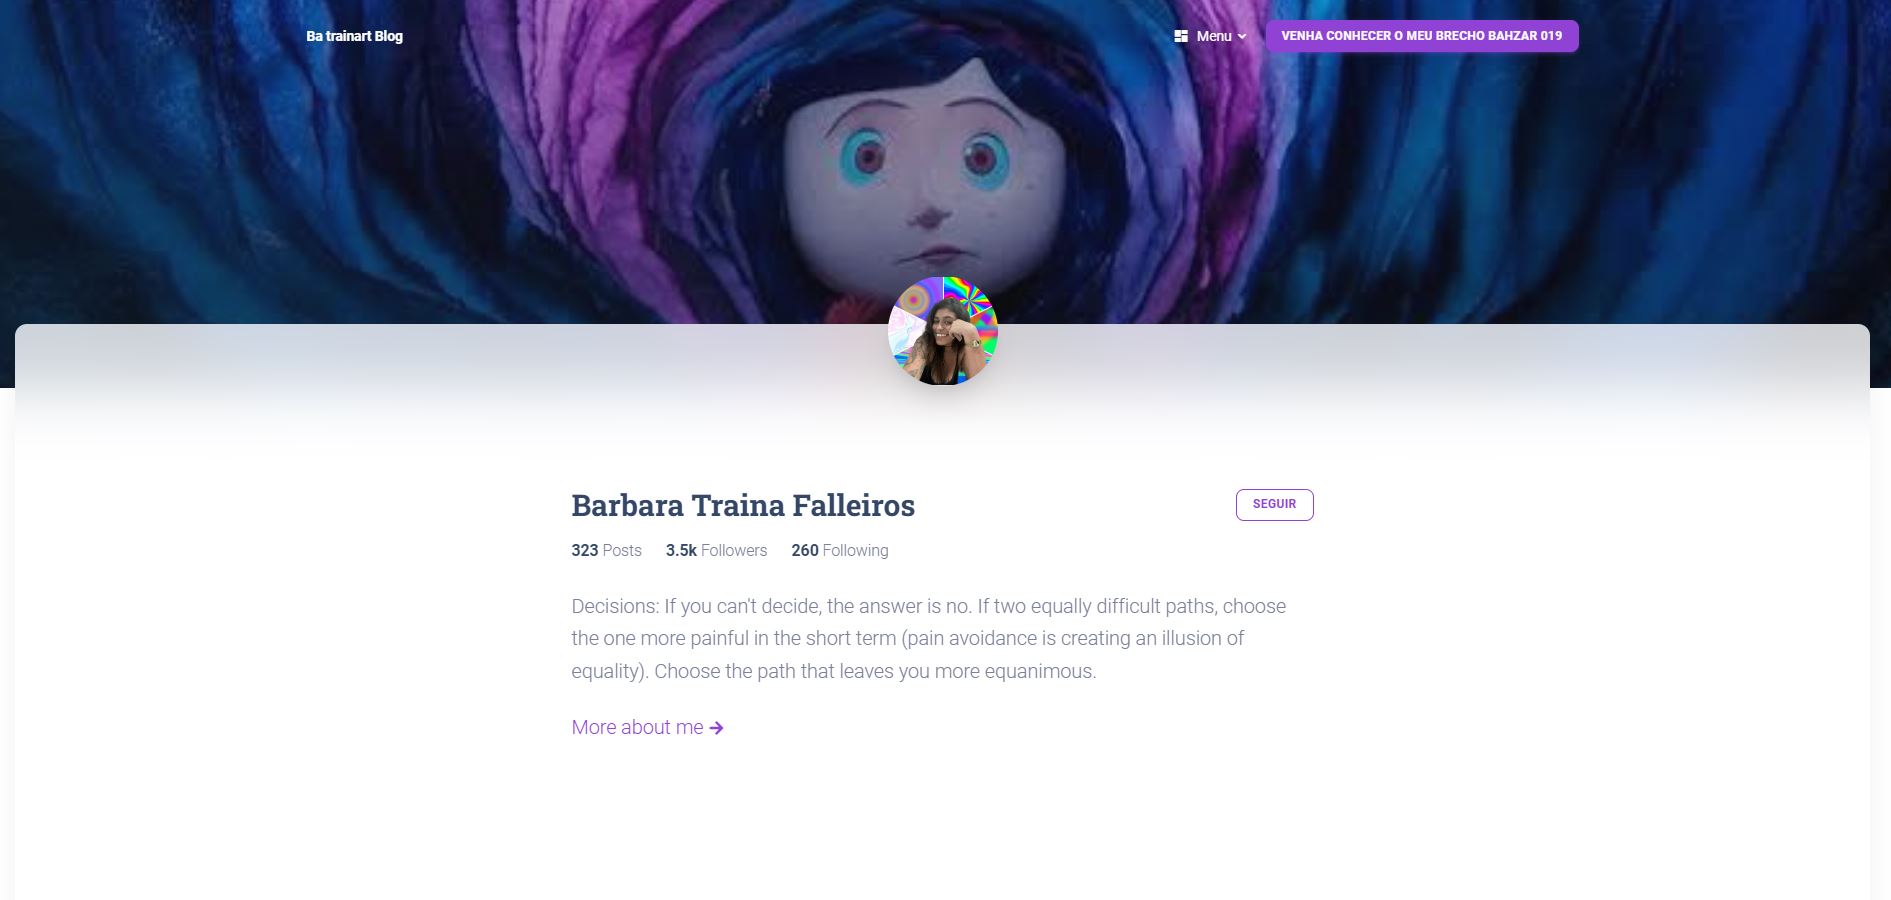 Ba trainart Blog
Menu
VENHA CONHECER O MEU BRECHO BAHZAR 019
Barbara Traina Falleiros
SEGUIR
323 Posts 3.5k Followers 260 Following
Decisions: If you can't decide, the answer is no. If two equally difficult paths, choose
the one more painful in the short term (pain avoidance is creating an illusion of
equality). Choose the path that leaves you more equanimous.
More about me